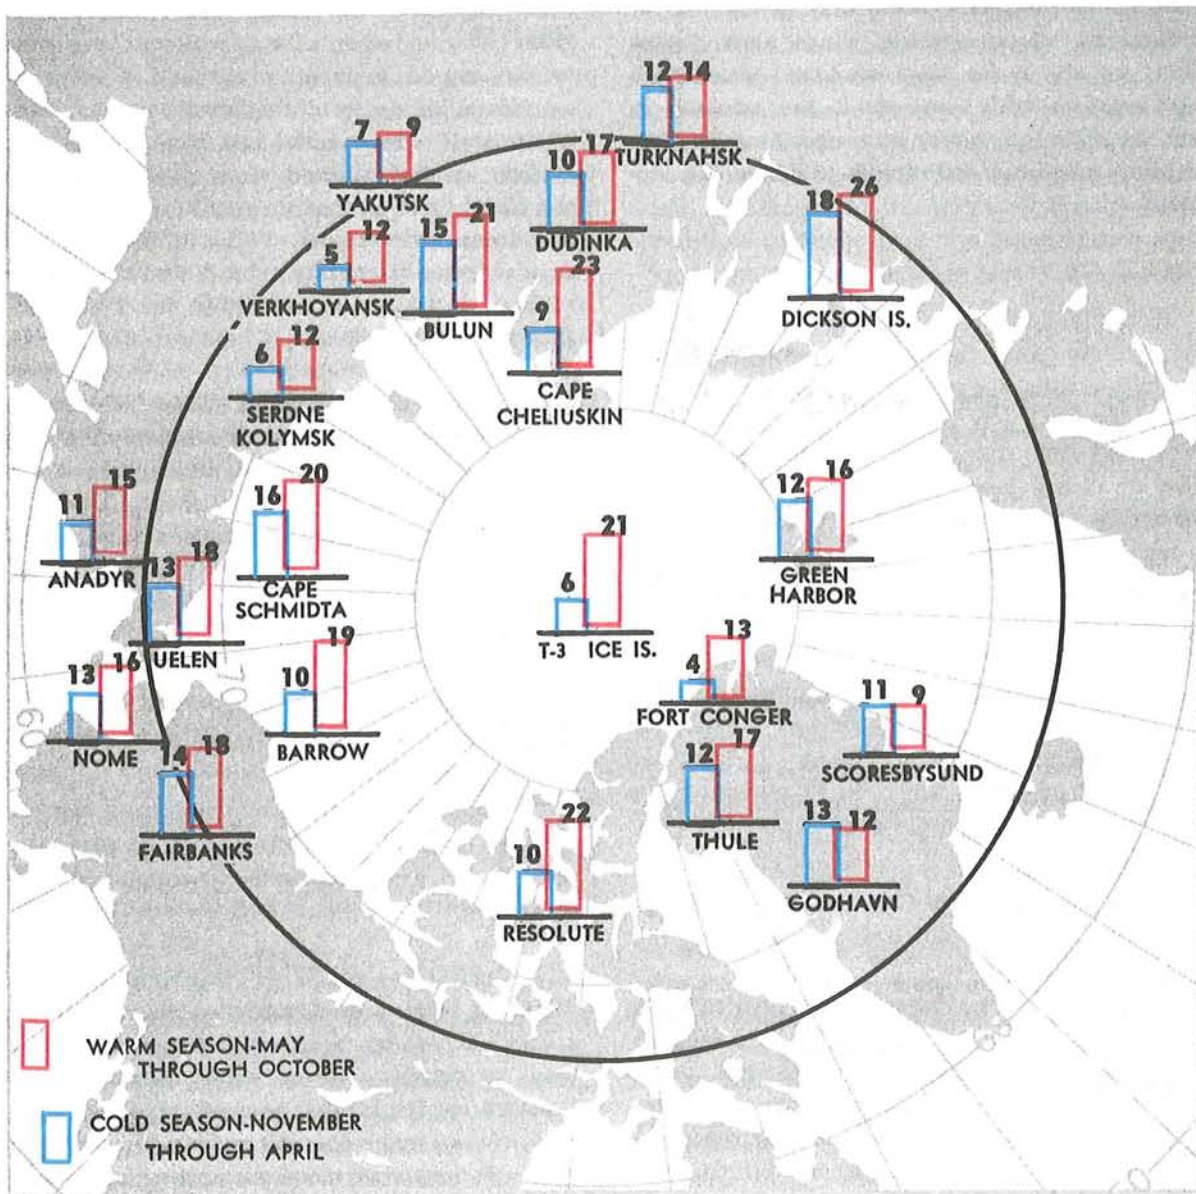 12 14
TURKNAHSK
7 9
YAKUTSK
10 17
DUDINKA
18 26
DICKSON IS.
5 12
VERKHOYANSK
15 21
BULUN
9 23
CAPE
CHELIUSKIN
6 12
SERDNE
KOLYMSK
11 15
ANADYR
16 20
CAPE
SCHMIDTA
12 16
GREEN
HARBOR
13 18
UELEN
6 21
T-3 ICE IS.
13 16
NOME
10 19
BARROW
4 13
FORT CONGER
11 9
SCORESBYSUND
14 18
FAIRBANKS
12 17
THULE
13 12
GODHAVN
10 22
RESOLUTE
60
70
WARM SEASON-MAY
THROUGH OCTOBER
COLD SEASON-NOVEMBER
THROUGH APRIL